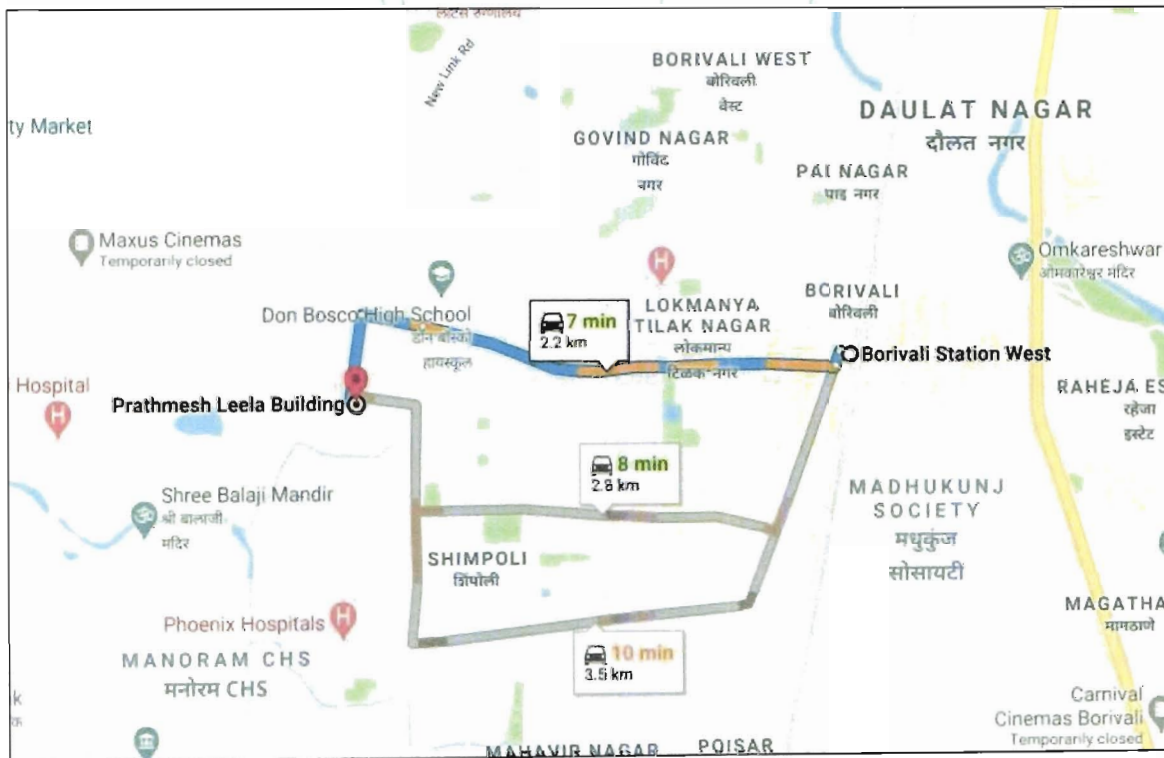 New Link Rd
BORIVALI WEST
बोरिवली
वेस्ट
ty Market
DAULAT NAGAR
दौलत नगर
GOVIND NAGAR
गोविंद
नगर
PAI NAGAR
पाइ नगर
Maxus Cinemas
Temporarily closed
Omkareshwar
ओमकारेश्वर मंदिर
H
LOKMANYA
TILAK NAGAR
लोकमान्य
टिळक नगर
BORIVALI
बोरिवली
Don Bosco High School
डॉन बॉस्को
हायस्कूल
7 min
2.2 km
Borivali Station West
Hospital
H
Prathmesh Leela Building
RAHEJA ES
रहेजा
इस्टेट
8 min
2.8 km
Shree Balaji Mandir
श्री बालाजी
मंदिर
MADHUKUNJ
SOCIETY
मधुकुंज
सोसायटी
SHIMPOLI
शिंपोली
Phoenix Hospitals
H
10 min
3.5 km
MAGATHA
मागठाणे
MANORAM CHS
मनोरम CHS
k
क
Carnival
Cinemas Borivali
Temporarily closed
MAHAVIR NAGAR
POISAR